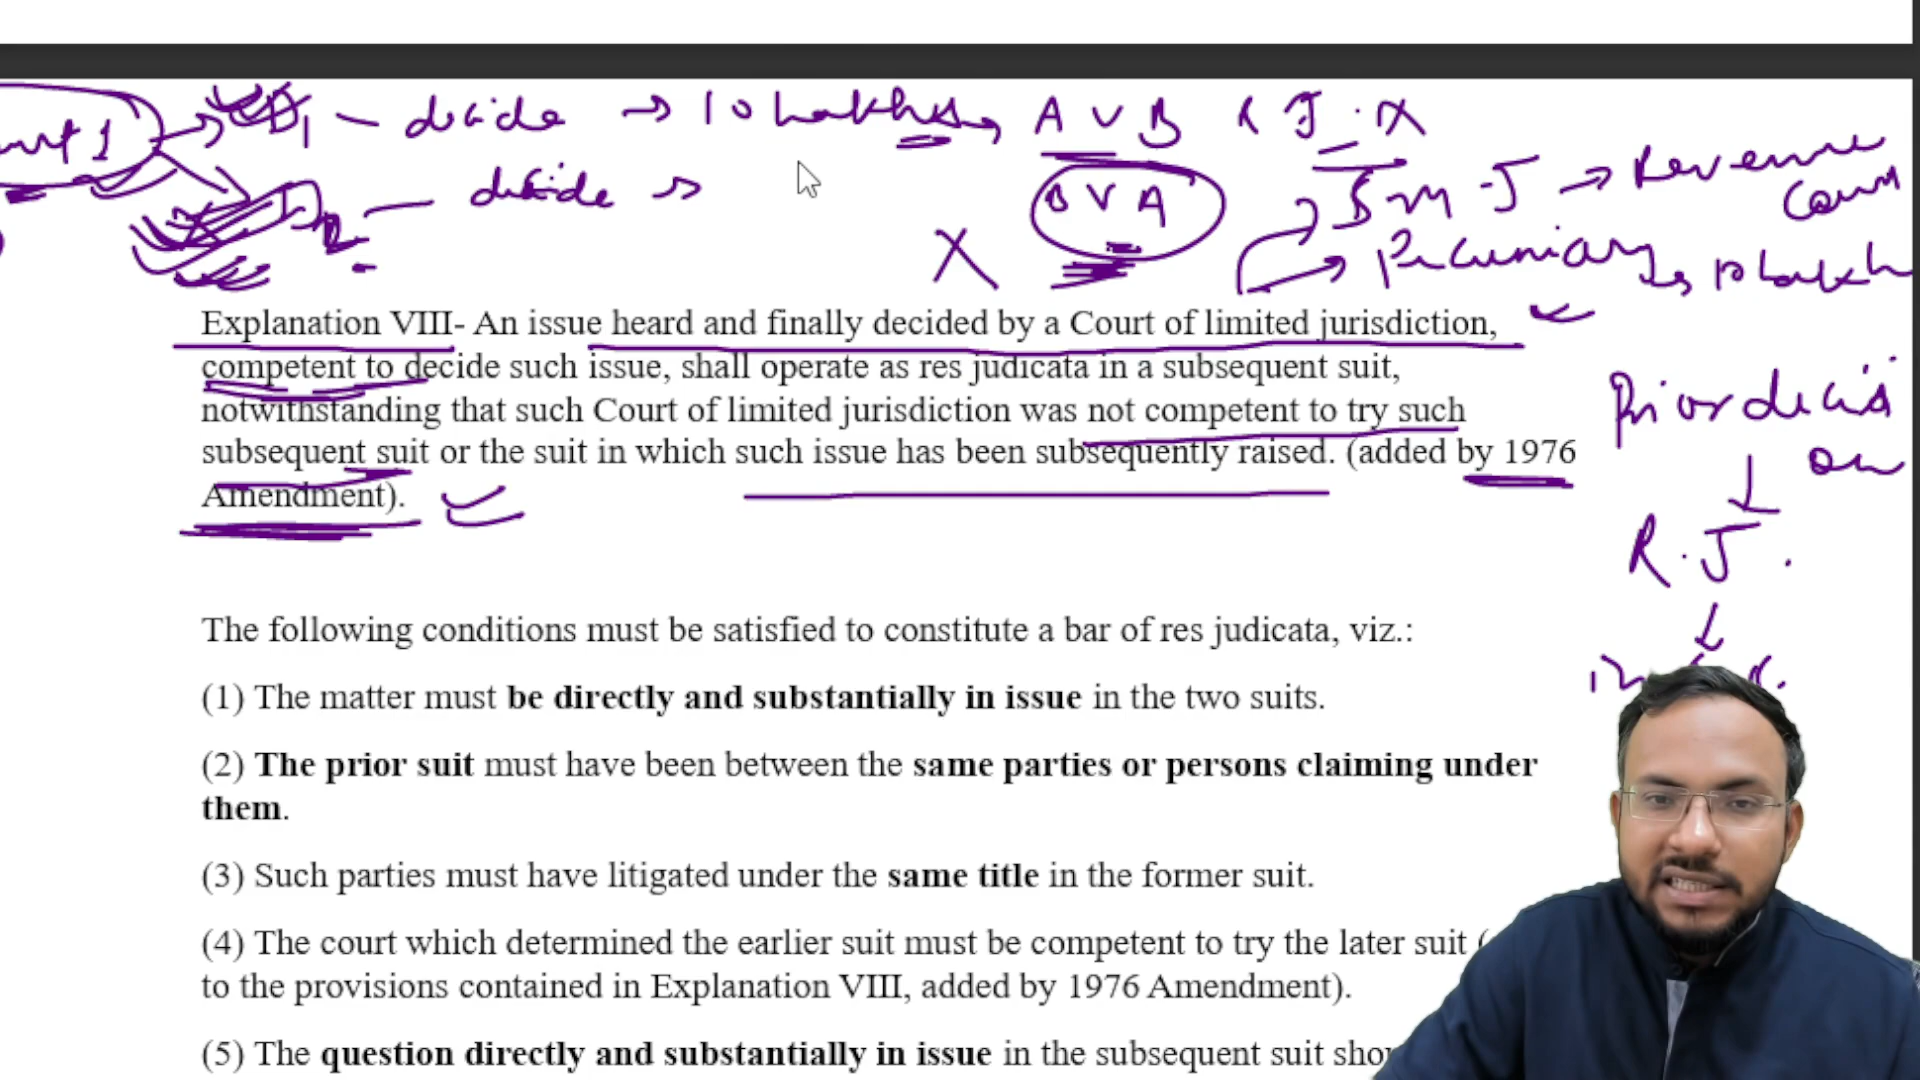 1 → D1 – decide → 10 Lakhs → A V B R J. X
2. – decide → B V A S M. J → Revenue Court
X Pecuniary → 10 lakh
Explanation VIII- An issue heard and finally decided by a Court of limited jurisdiction,
competent to decide such issue, shall operate as res judicata in a subsequent suit,
notwithstanding that such Court of limited jurisdiction was not competent to try such
subsequent suit or the suit in which such issue has been subsequently raised. (added by 1976
Amendment).
Prior decisi
on
R.J.
The following conditions must be satisfied to constitute a bar of res judicata, viz.:
(1) The matter must be directly and substantially in issue in the two suits.
(2) The prior suit must have been between the same parties or persons claiming under
them.
(3) Such parties must have litigated under the same title in the former suit.
(4) The court which determined the earlier suit must be competent to try the later suit (
to the provisions contained in Explanation VIII, added by 1976 Amendment).
(5) The question directly and substantially in issue in the subsequent suit